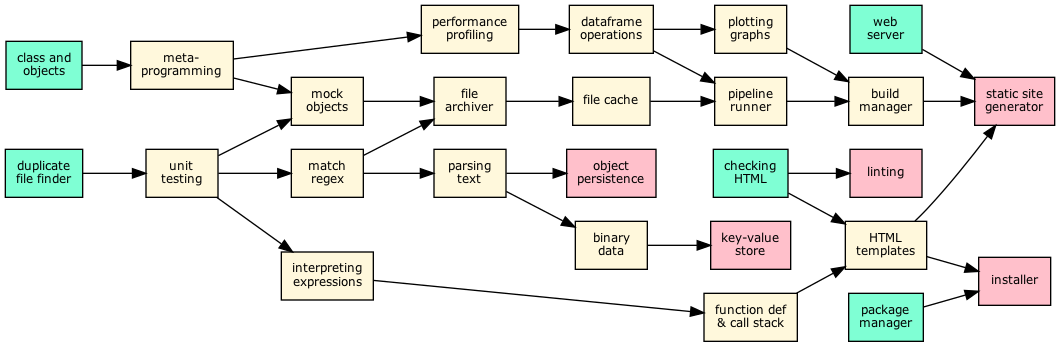 performance
profiling
dataframe
operations
plotting
graphs
web
server
class and
objects
meta-
programming
mock
objects
file
archiver
file cache
pipeline
runner
build
manager
static site
generator
duplicate
file finder
unit
testing
match
regex
parsing
text
object
persistence
checking
HTML
linting
binary
data
key-value
store
HTML
templates
interpreting
expressions
installer
function def
& call stack
package
manager